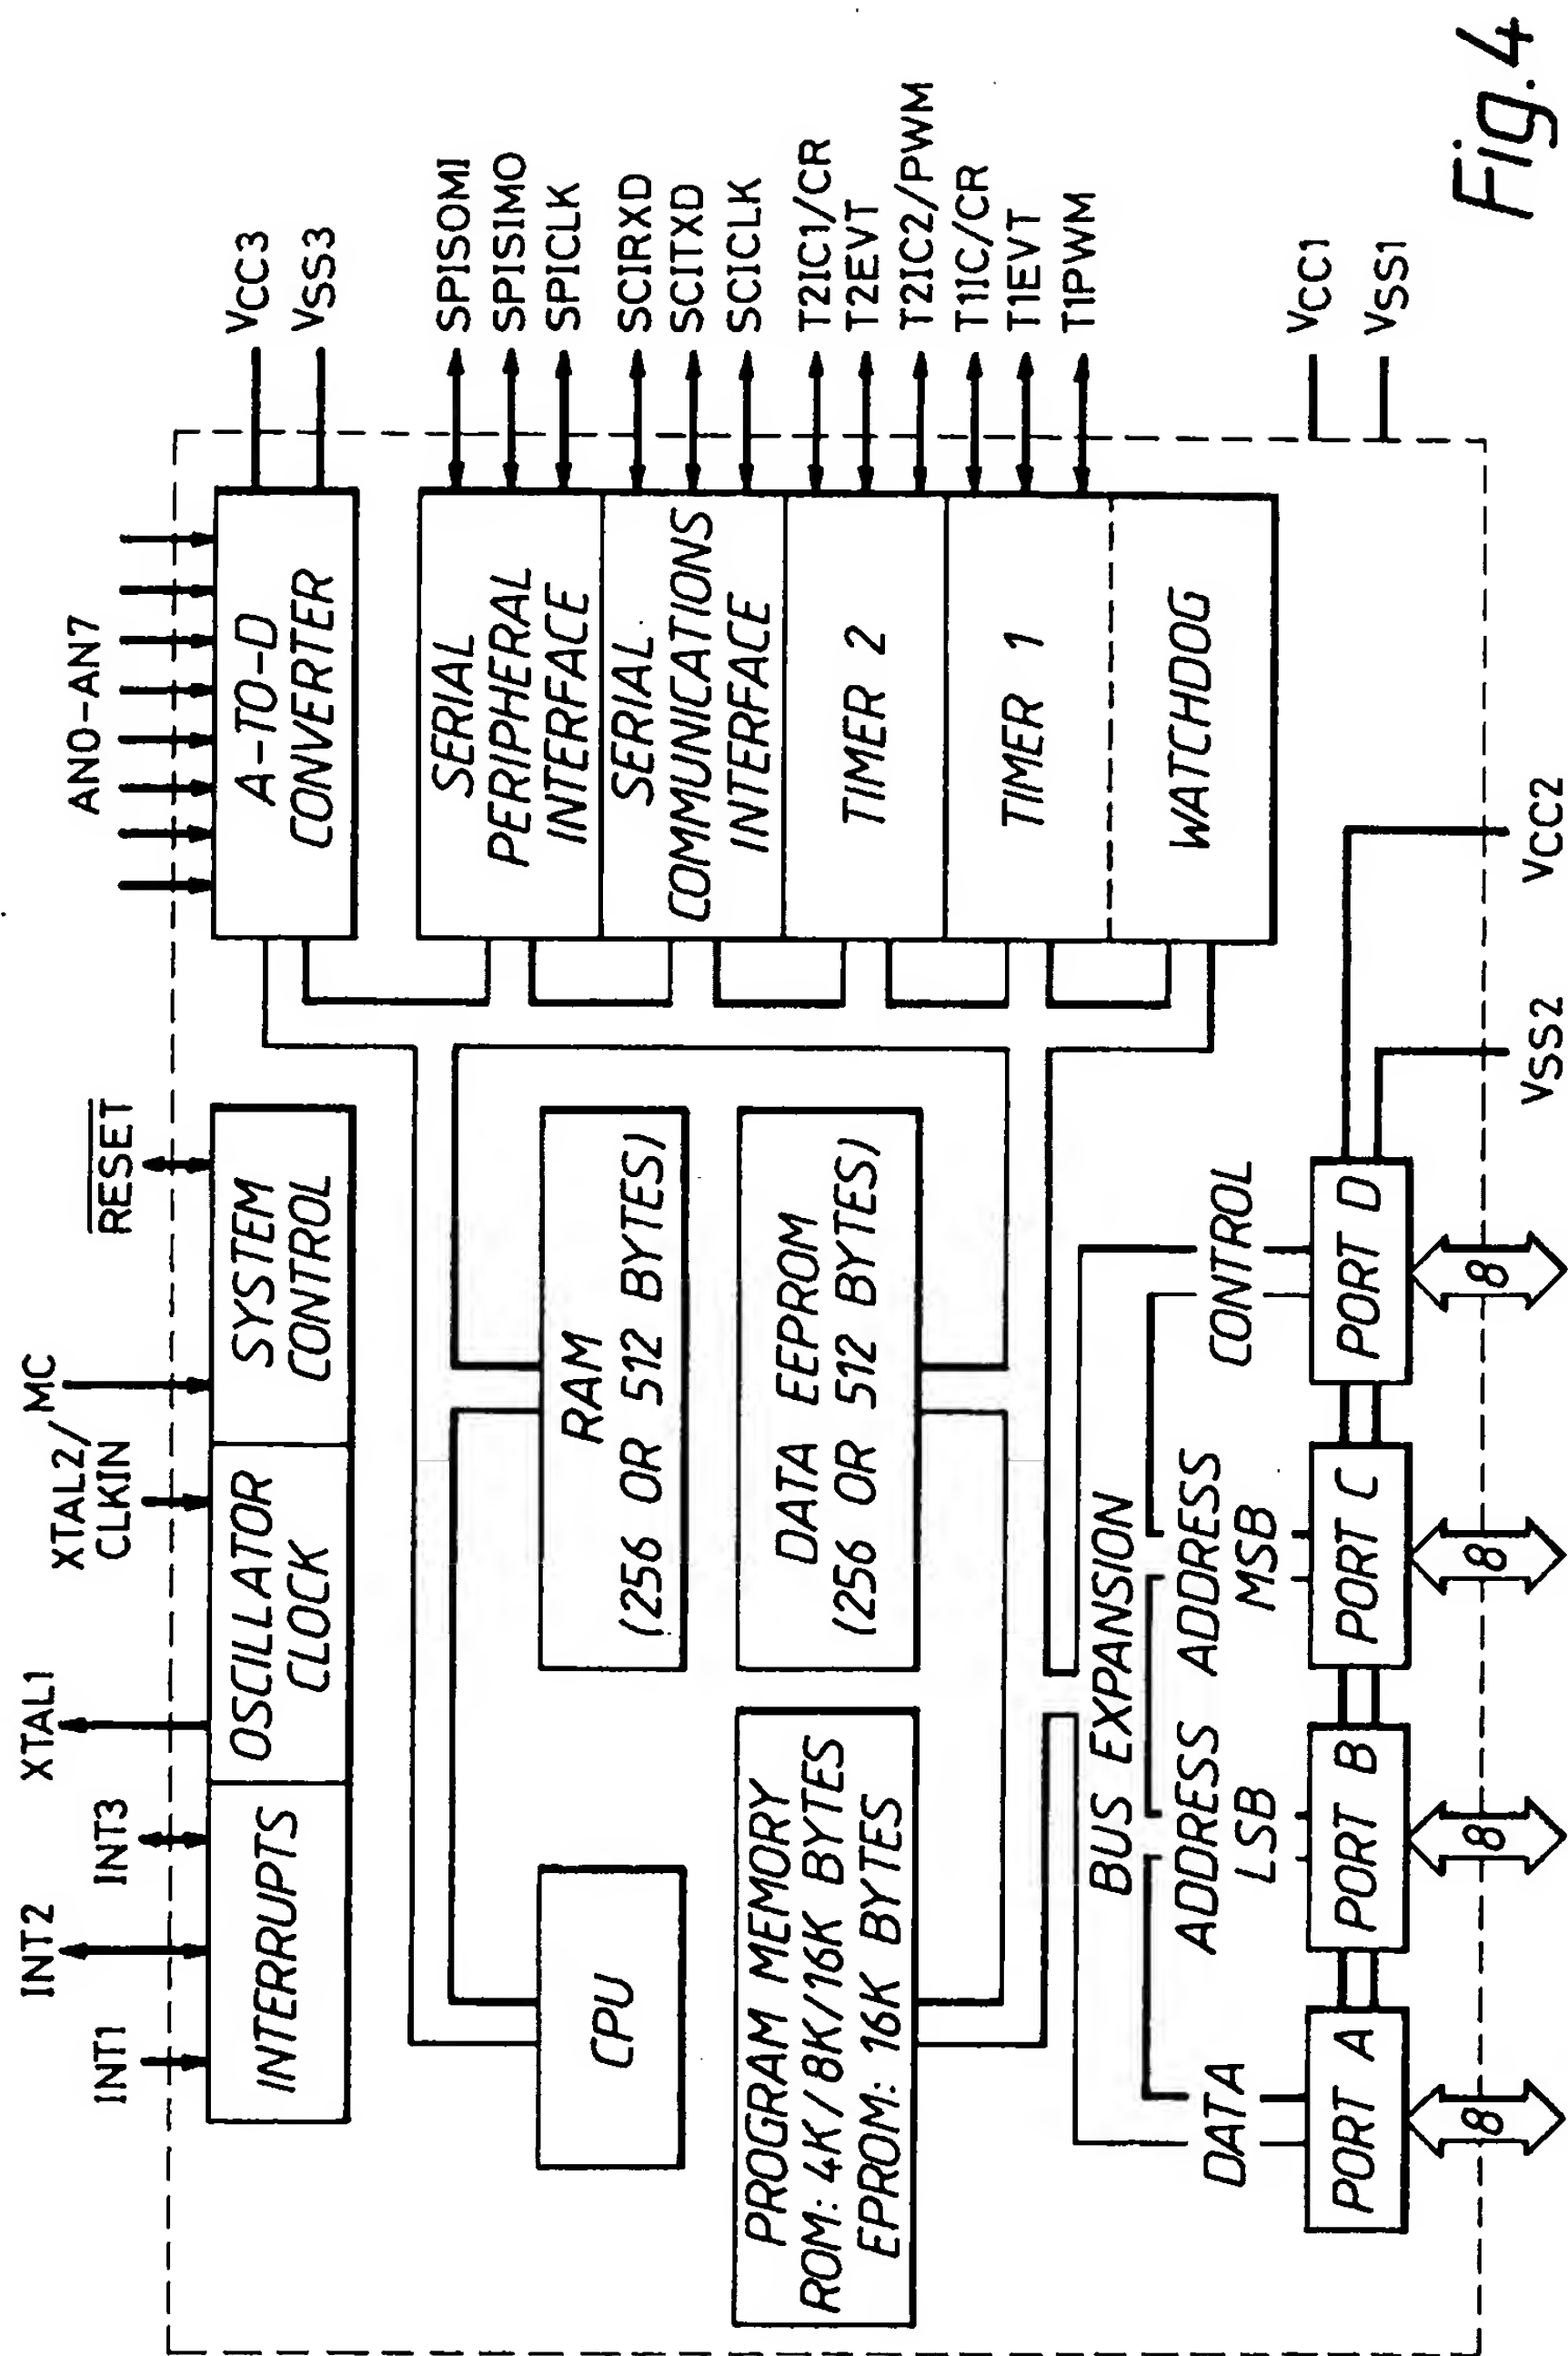 INT1
INT2
INT3
XTAL1
XTAL2/
CLKIN
MC
RESET
AN0-AN7
INTERRUPTS
OSCILLATOR
CLOCK
SYSTEM
CONTROL
A-TO-D
CONVERTER
VCC3
VSS3
CPU
RAM
(256 OR 512 BYTES)
PROGRAM MEMORY
ROM: 4K/8K/16K BYTES
EPROM: 16K BYTES
DATA EEPROM
(256 OR 512 BYTES)
SERIAL
PERIPHERAL
INTERFACE
SPISOMI
SPISIMO
SPICLK
SERIAL
COMMUNICATIONS
INTERFACE
SCIRXD
SCITXD
SCICLK
TIMER 2
T2IC1/CR
T2EVT
T2IC2/PWM
TIMER 1
T1IC/CR
T1EVT
T1PWM
WATCHDOG
BUS EXPANSION
DATA
ADDRESS
LSB
ADDRESS
MSB
CONTROL
PORT A
PORT B
PORT C
PORT D
VCC1
VSS1
8
8
8
8
VSS2
VCC2
Fig.4